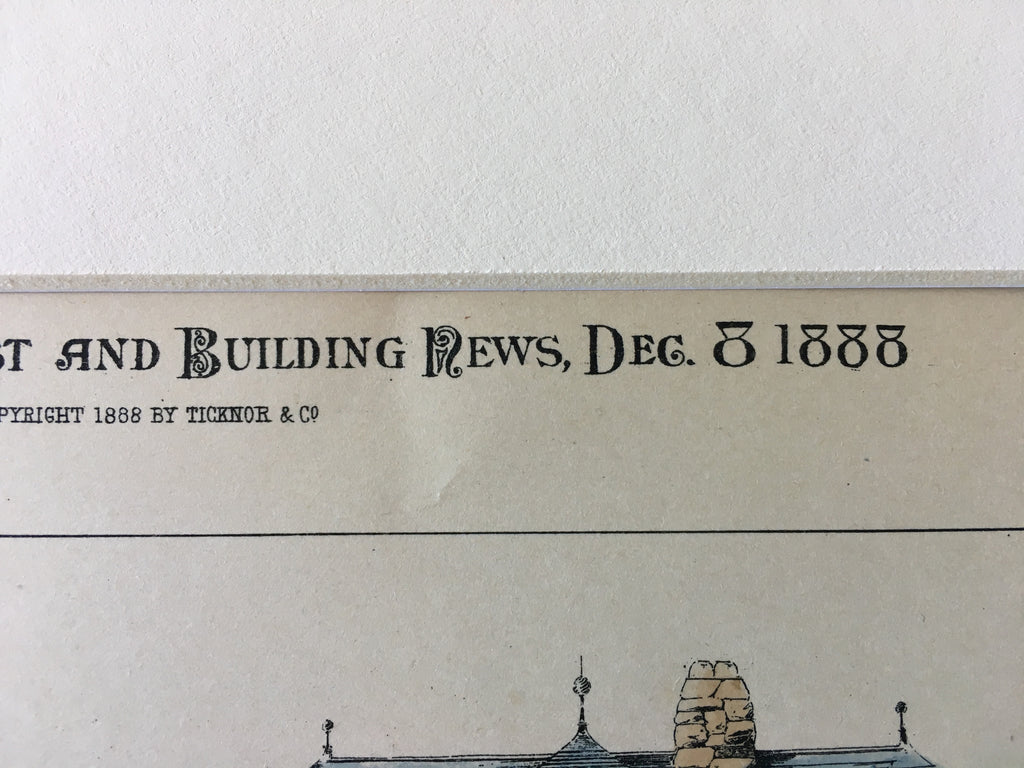 ST AND BUILDING NEWS, DEC. 8 1888
PYRIGHT 1888 BY TICKNOR & Cº